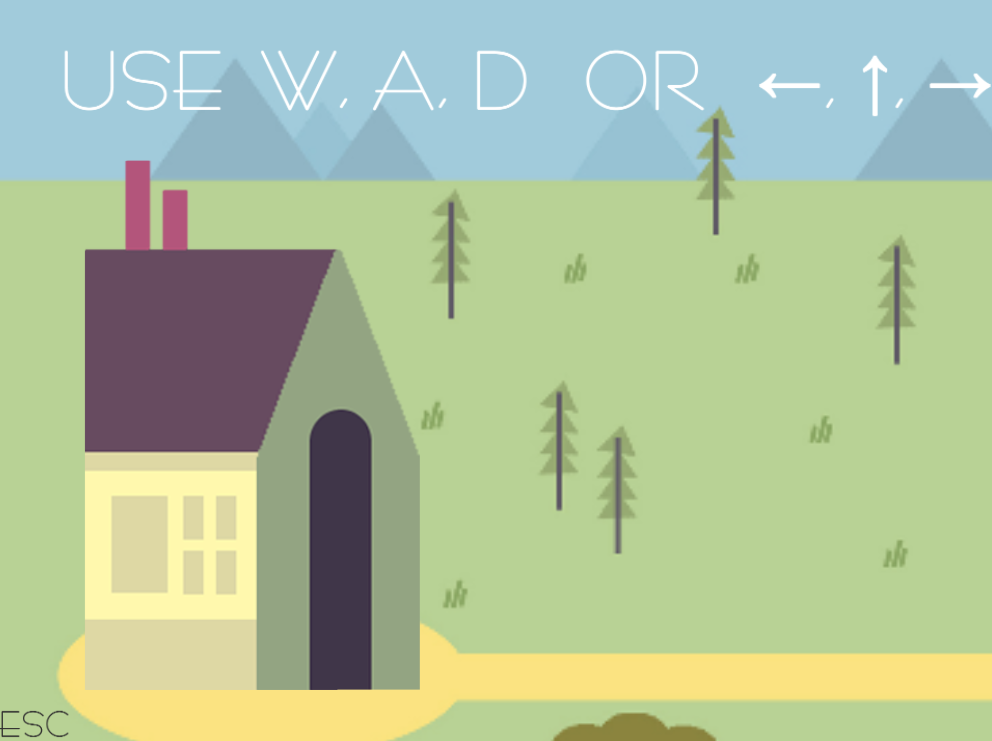 USE W, A, D OR ←, ↑, →
ESC